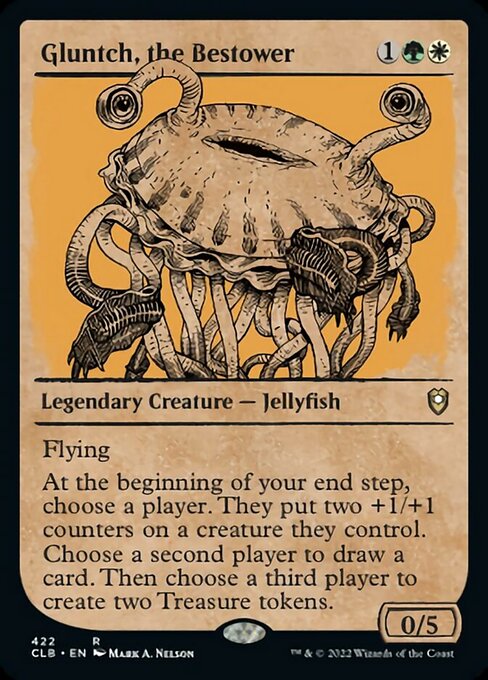 Gluntch, the Bestower 1
Legendary Creature — Jellyfish
Flying
At the beginning of your end step,
choose a player. They put two +1/+1
counters on a creature they control.
Choose a second player to draw a
card. Then choose a third player to
create two Treasure tokens.
0/5
422 R
CLB • EN Mark A. Nelson
™ & © 2022 Wizards of the Coast